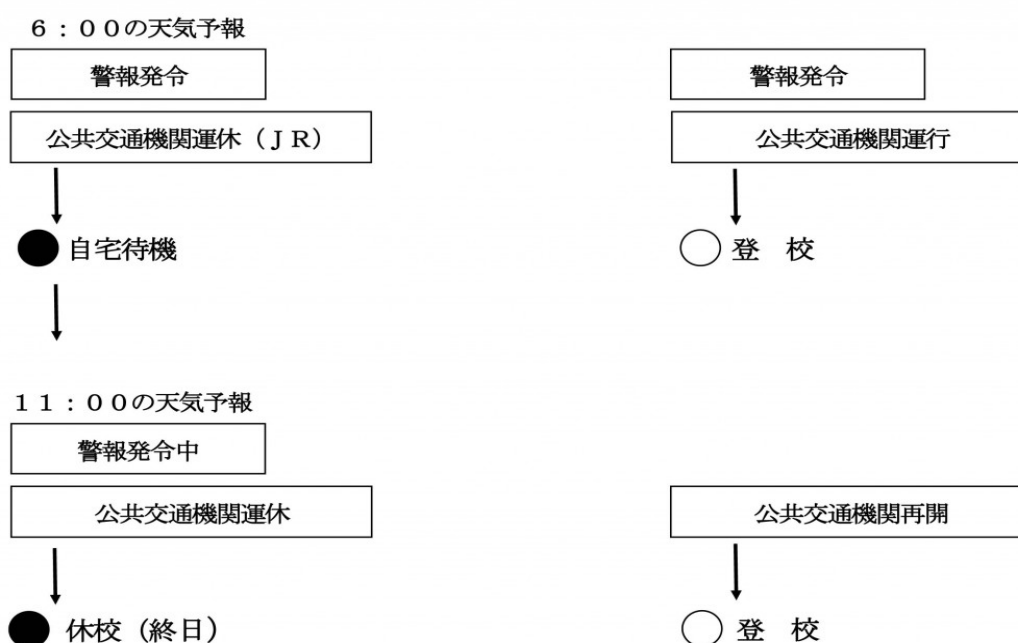 ６：００の天気予報
警報発令
警報発令
公共交通機関運休（ＪＲ）
公共交通機関運行
自宅待機
登　校
１１：００の天気予報
警報発令中
公共交通機関運休
公共交通機関再開
休校（終日）
登　校